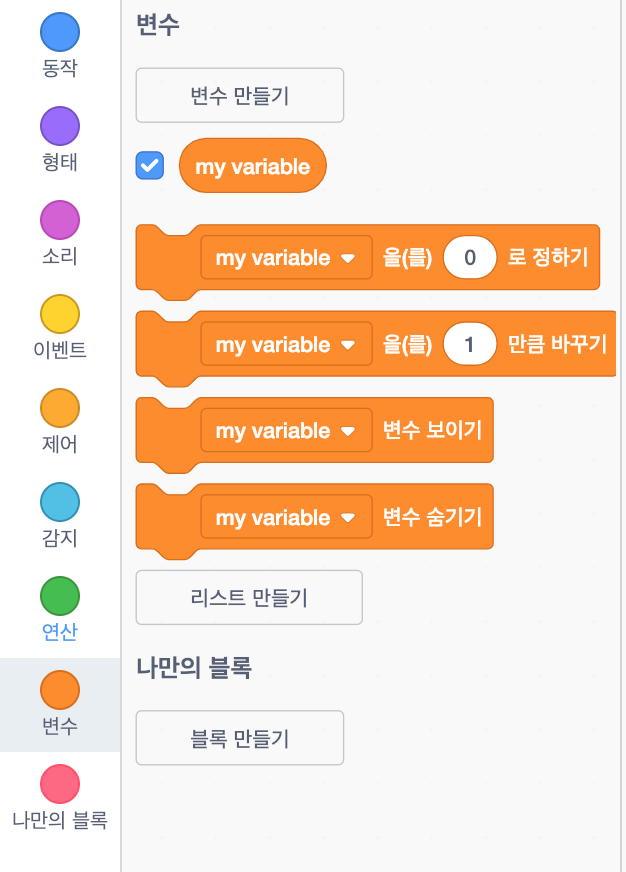 동작
형태
소리
이벤트
제어
감지
연산
변수
나만의 블록
변수
변수 만들기
my variable
my variable 을(를) 0 로 정하기
my variable 을(를) 1 만큼 바꾸기
my variable 변수 보이기
my variable 변수 숨기기
리스트 만들기
나만의 블록
블록 만들기